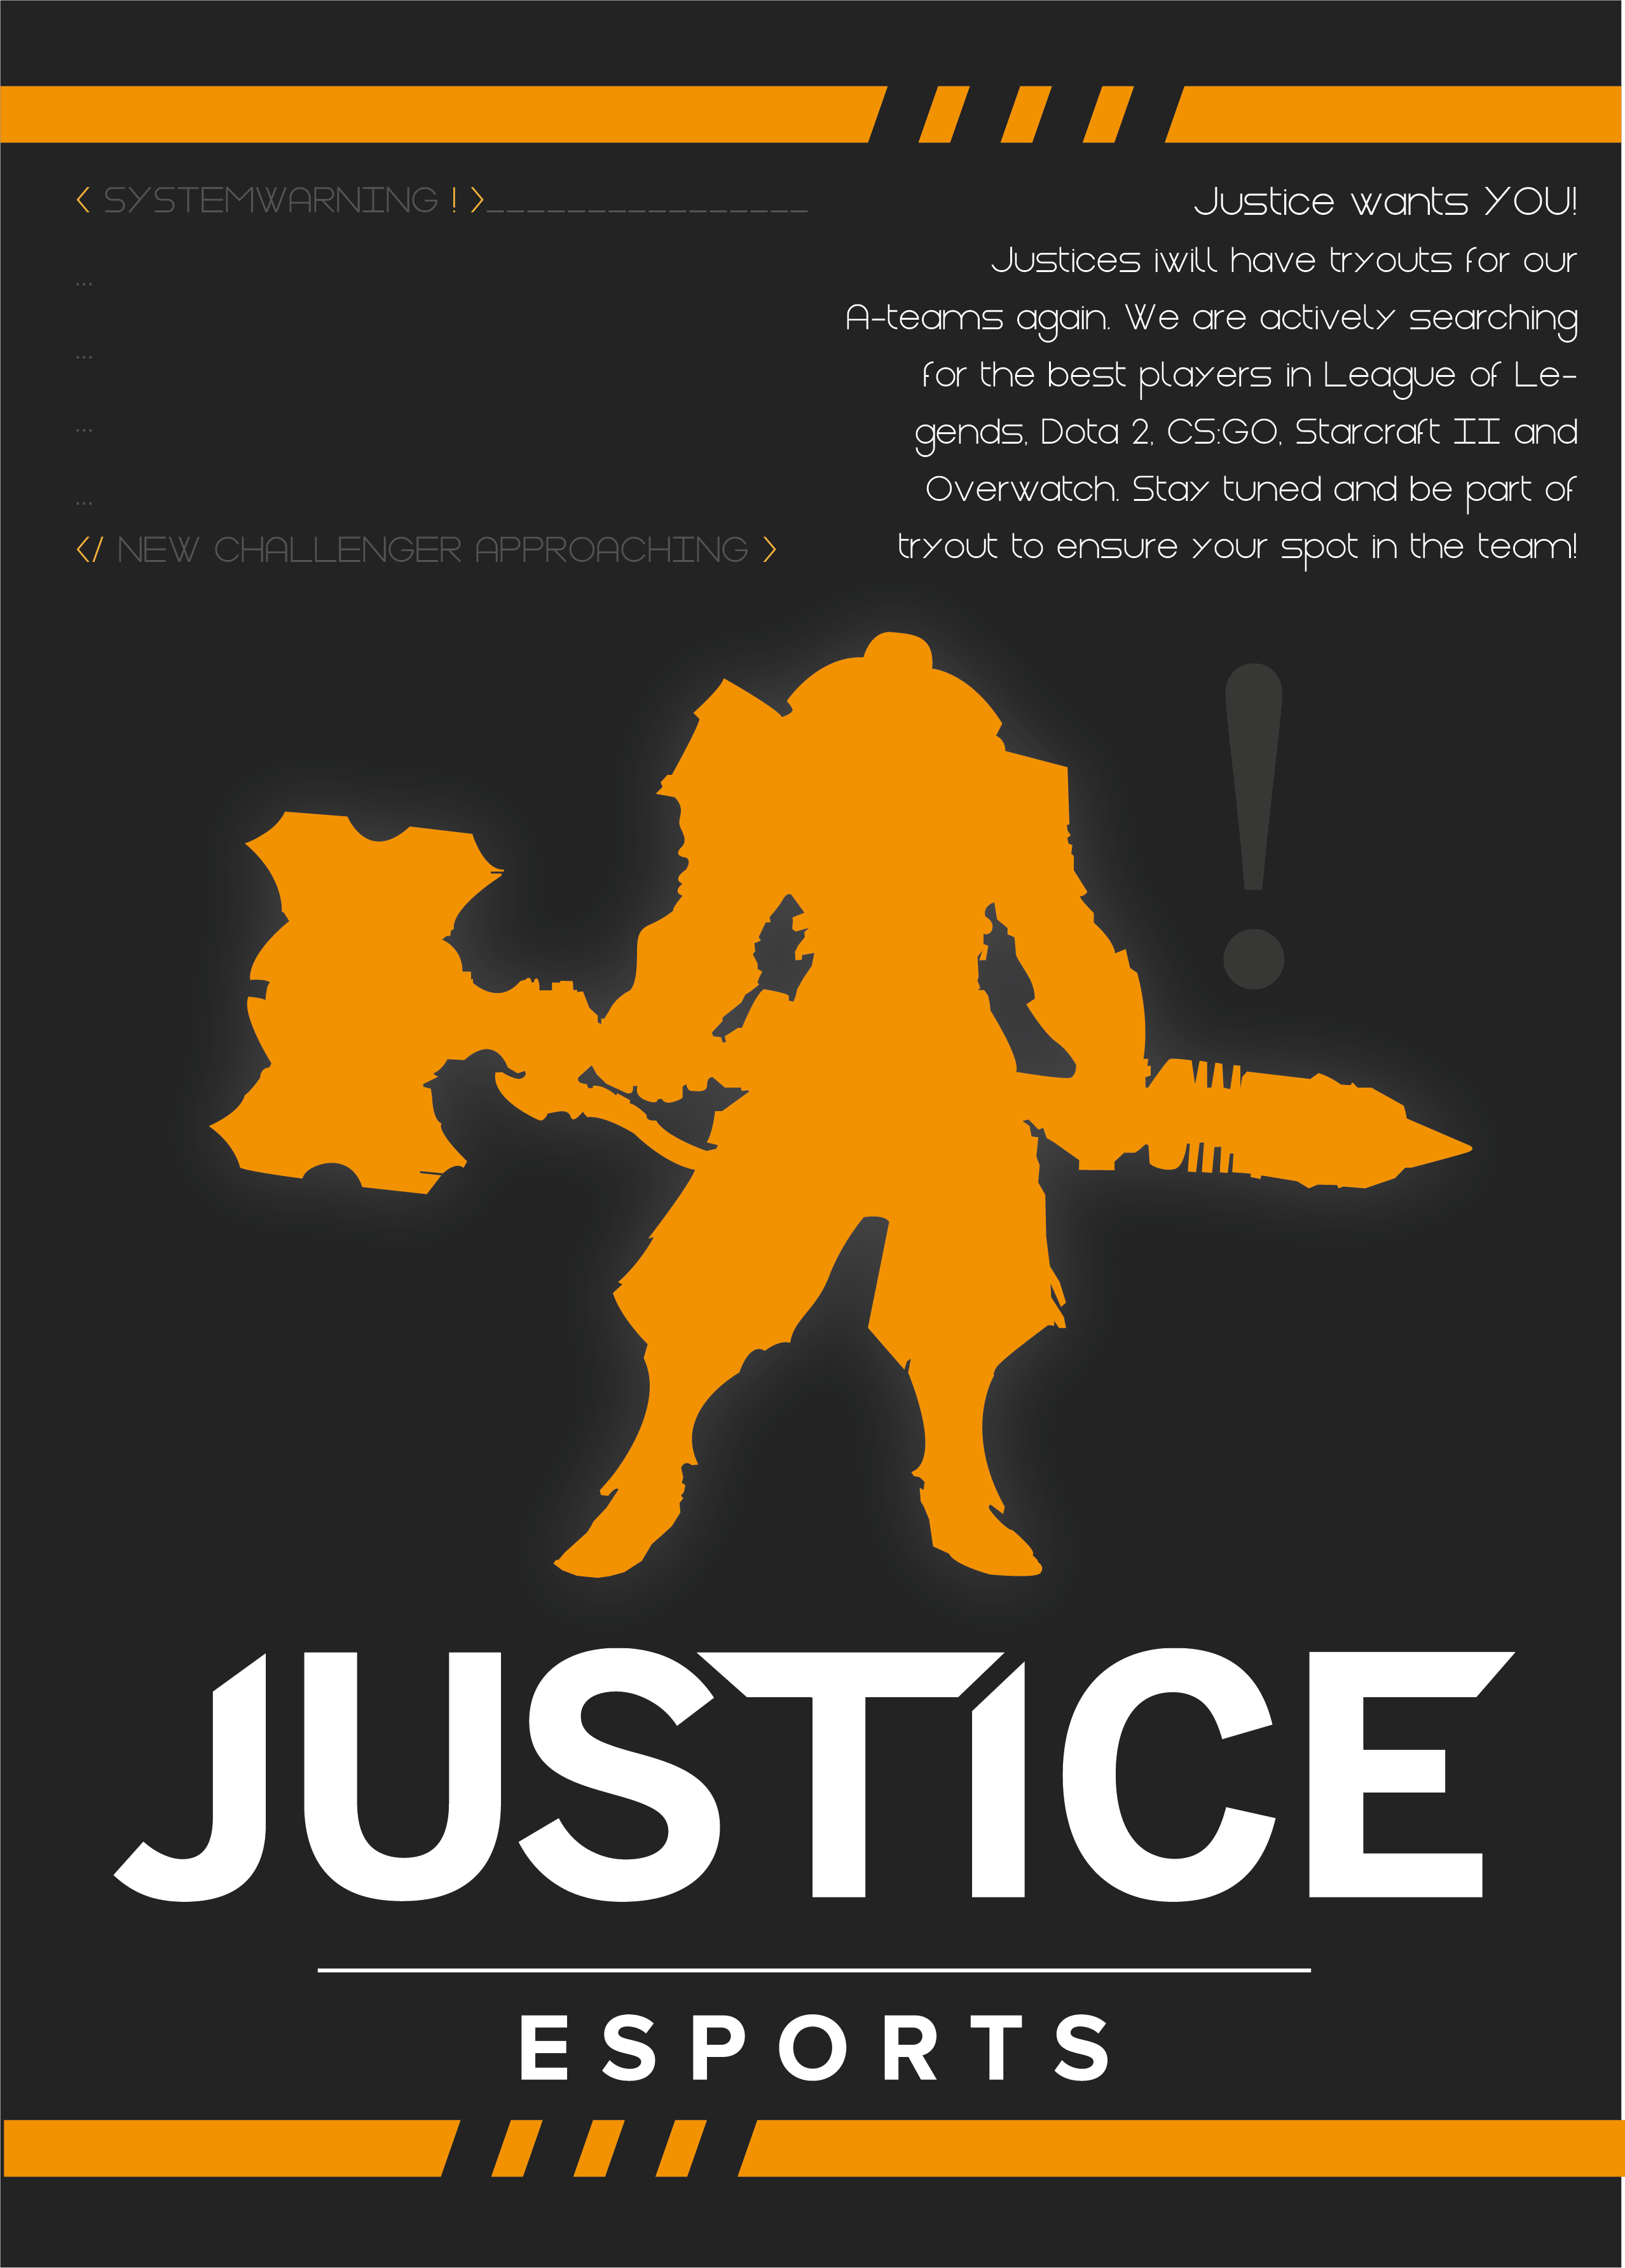 < SYSTEMWARNING ! >________________
...
...
...
...
</ NEW CHALLENGER APPROACHING >
Justice wants YOU!
Justices iwill have tryouts for our
A-teams again. We are actively searching
for the best players in League of Le-
gends, Dota 2, CS:GO, Starcraft II and
Overwatch. Stay tuned and be part of
tryout to ensure your spot in the team!
!
JUSTICE
ESPORTS